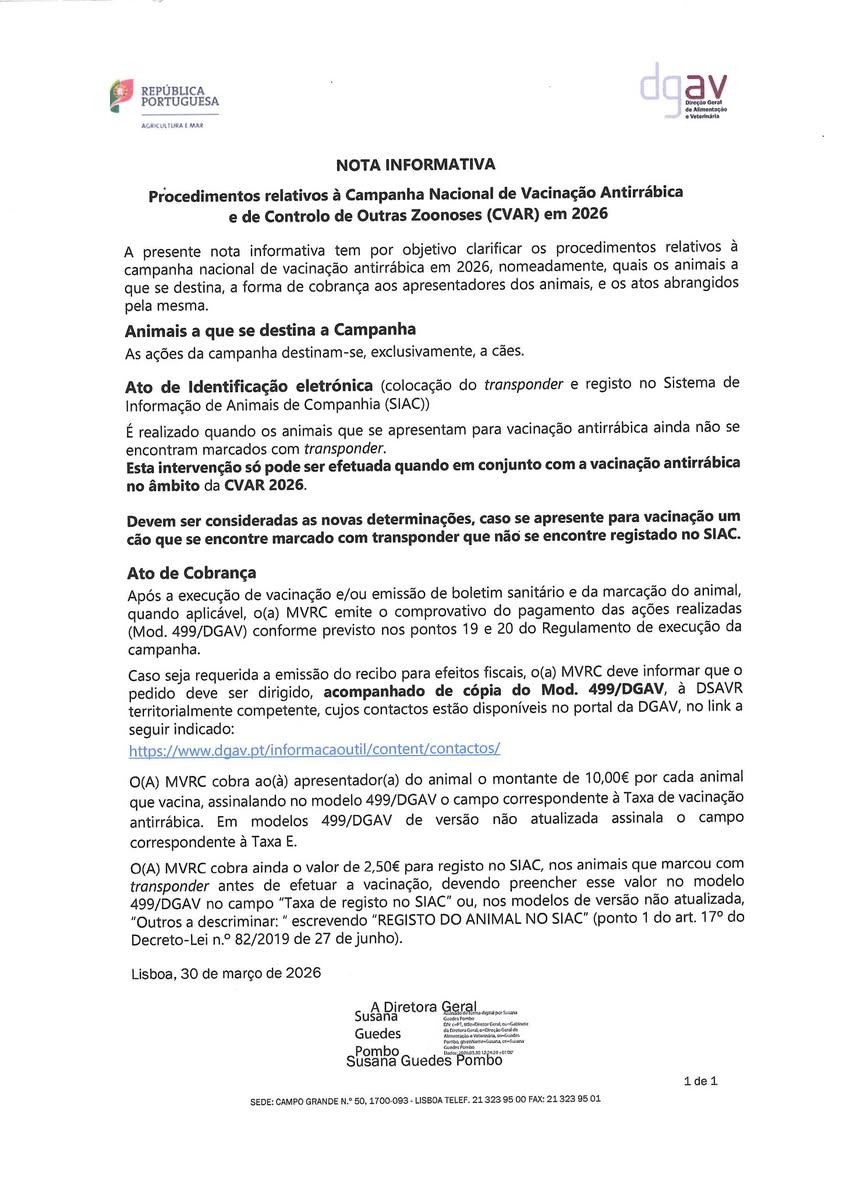 REPÚBLICA
PORTUGUESA
AGRICULTURA E MAR
dgav
Direção Geral
de Alimentação
e Veterinária
NOTA INFORMATIVA
Procedimentos relativos à Campanha Nacional de Vacinação Antirrábica
e de Controlo de Outras Zoonoses (CVAR) em 2026
A presente nota informativa tem por objetivo clarificar os procedimentos relativos à
campanha nacional de vacinação antirrábica em 2026, nomeadamente, quais os animais a
que se destina, a forma de cobrança aos apresentadores dos animais, e os atos abrangidos
pela mesma.
Animais a que se destina a Campanha
As ações da campanha destinam-se, exclusivamente, a cães.
Ato de Identificação eletrónica (colocação do transponder e registo no Sistema de
Informação de Animais de Companhia (SIAC))
É realizado quando os animais que se apresentam para vacinação antirrábica ainda não se
encontram marcados com transponder.
Esta intervenção só pode ser efetuada quando em conjunto com a vacinação antirrábica
no âmbito da CVAR 2026.
Devem ser consideradas as novas determinações, caso se apresente para vacinação um
cão que se encontre marcado com transponder que não se encontre registado no SIAC.
Ato de Cobrança
Após a execução de vacinação e/ou emissão de boletim sanitário e da marcação do animal,
quando aplicável, o(a) MVRC emite o comprovativo do pagamento das ações realizadas
(Mod. 499/DGAV) conforme previsto nos pontos 19 e 20 do Regulamento de execução da
campanha.
Caso seja requerida a emissão do recibo para efeitos fiscais, o(a) MVRC deve informar que o
pedido deve ser dirigido, acompanhado de cópia do Mod. 499/DGAV, à DSAVR
territorialmente competente, cujos contactos estão disponíveis no portal da DGAV, no link a
seguir indicado:
https://www.dgav.pt/informacaoutil/content/contactos/
O(A) MVRC cobra ao(à) apresentador(a) do animal o montante de 10,00€ por cada animal
que vacina, assinalando no modelo 499/DGAV o campo correspondente à Taxa de vacinação
antirrábica. Em modelos 499/DGAV de versão não atualizada assinala o campo
correspondente à Taxa E.
O(A) MVRC cobra ainda o valor de 2,50€ para registo no SIAC, nos animais que marcou com
transponder antes de efetuar a vacinação, devendo preencher esse valor no modelo
499/DGAV no campo “Taxa de registo no SIAC” ou, nos modelos de versão não atualizada,
“Outros a descriminar: “ escrevendo “REGISTO DO ANIMAL NO SIAC” (ponto 1 do art. 17º do
Decreto-Lei n.º 82/2019 de 27 de junho).
Lisboa, 30 de março de 2026
A Diretora Geral
Susana
Guedes
Pombo
Susana Guedes Pombo
1 de 1
SEDE: CAMPO GRANDE N.º 50, 1700-093 - LISBOA TELEF. 21 323 95 00 FAX: 21 323 95 01